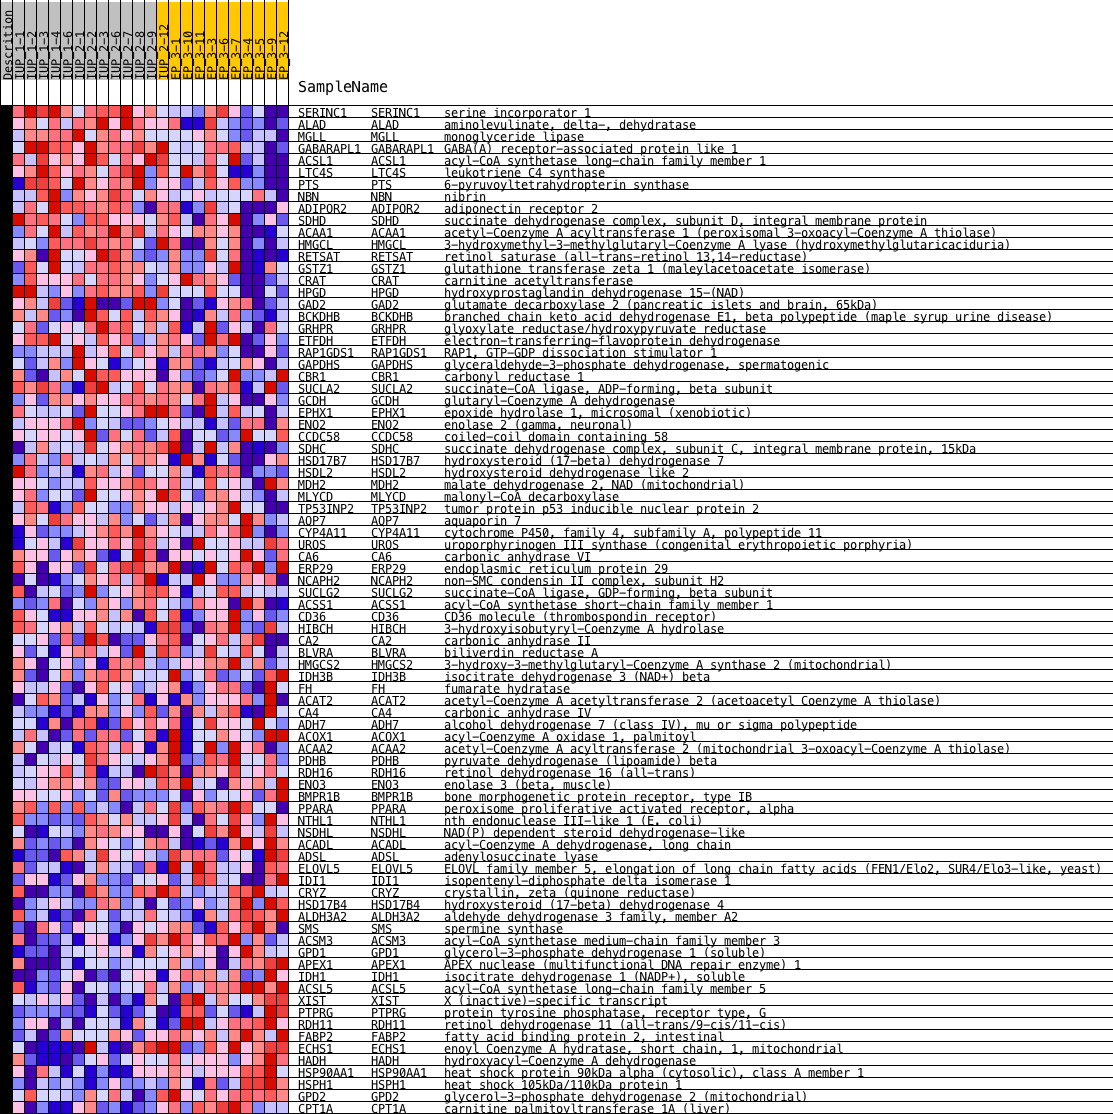 Descrition
IUP_1-1
IUP_1-2
IUP_1-3
IUP_1-4
IUP_1-6
IUP_2-1
IUP_2-2
IUP_2-3
IUP_2-6
IUP_2-7
IUP_2-8
IUP_2-9
IUP_2-12
EP_3-1
EP_3-10
EP_3-11
EP_3-3
EP_3-6
EP_3-7
EP_3-4
EP_3-5
EP_3-9
EP_3-12
SampleName
SERINC1 SERINC1 serine incorporator 1
ALAD ALAD aminolevulinate, delta-, dehydratase
MGLL MGLL monoglyceride lipase
GABARAPL1 GABARAPL1 GABA(A) receptor-associated protein like 1
ACSL1 ACSL1 acyl-CoA synthetase long-chain family member 1
LTC4S LTC4S leukotriene C4 synthase
PTS PTS 6-pyruvoyltetrahydropterin synthase
NBN NBN nibrin
ADIPOR2 ADIPOR2 adiponectin receptor 2
SDHD SDHD succinate dehydrogenase complex, subunit D, integral membrane protein
ACAA1 ACAA1 acetyl-Coenzyme A acyltransferase 1 (peroxisomal 3-oxoacyl-Coenzyme A thiolase)
HMGCL HMGCL 3-hydroxymethyl-3-methylglutaryl-Coenzyme A lyase (hydroxymethylglutaricaciduria)
RETSAT RETSAT retinol saturase (all-trans-retinol 13,14-reductase)
GSTZ1 GSTZ1 glutathione transferase zeta 1 (maleylacetoacetate isomerase)
CRAT CRAT carnitine acetyltransferase
HPGD HPGD hydroxyprostaglandin dehydrogenase 15-(NAD)
GAD2 GAD2 glutamate decarboxylase 2 (pancreatic islets and brain, 65kDa)
BCKDHB BCKDHB branched chain keto acid dehydrogenase E1, beta polypeptide (maple syrup urine disease)
GRHPR GRHPR glyoxylate reductase/hydroxypyruvate reductase
ETFDH ETFDH electron-transferring-flavoprotein dehydrogenase
RAP1GDS1 RAP1GDS1 RAP1, GTP-GDP dissociation stimulator 1
GAPDHS GAPDHS glyceraldehyde-3-phosphate dehydrogenase, spermatogenic
CBR1 CBR1 carbonyl reductase 1
SUCLA2 SUCLA2 succinate-CoA ligase, ADP-forming, beta subunit
GCDH GCDH glutaryl-Coenzyme A dehydrogenase
EPHX1 EPHX1 epoxide hydrolase 1, microsomal (xenobiotic)
ENO2 ENO2 enolase 2 (gamma, neuronal)
CCDC58 CCDC58 coiled-coil domain containing 58
SDHC SDHC succinate dehydrogenase complex, subunit C, integral membrane protein, 15kDa
HSD17B7 HSD17B7 hydroxysteroid (17-beta) dehydrogenase 7
HSDL2 HSDL2 hydroxysteroid dehydrogenase like 2
MDH2 MDH2 malate dehydrogenase 2, NAD (mitochondrial)
MLYCD MLYCD malonyl-CoA decarboxylase
TP53INP2 TP53INP2 tumor protein p53 inducible nuclear protein 2
AQP7 AQP7 aquaporin 7
CYP4A11 CYP4A11 cytochrome P450, family 4, subfamily A, polypeptide 11
UROS UROS uroporphyrinogen III synthase (congenital erythropoietic porphyria)
CA6 CA6 carbonic anhydrase VI
ERP29 ERP29 endoplasmic reticulum protein 29
NCAPH2 NCAPH2 non-SMC condensin II complex, subunit H2
SUCLG2 SUCLG2 succinate-CoA ligase, GDP-forming, beta subunit
ACSS1 ACSS1 acyl-CoA synthetase short-chain family member 1
CD36 CD36 CD36 molecule (thrombospondin receptor)
HIBCH HIBCH 3-hydroxyisobutyryl-Coenzyme A hydrolase
CA2 CA2 carbonic anhydrase II
BLVRA BLVRA biliverdin reductase A
HMGCS2 HMGCS2 3-hydroxy-3-methylglutaryl-Coenzyme A synthase 2 (mitochondrial)
IDH3B IDH3B isocitrate dehydrogenase 3 (NAD+) beta
FH FH fumarate hydratase
ACAT2 ACAT2 acetyl-Coenzyme A acetyltransferase 2 (acetoacetyl Coenzyme A thiolase)
CA4 CA4 carbonic anhydrase IV
ADH7 ADH7 alcohol dehydrogenase 7 (class IV), mu or sigma polypeptide
ACOX1 ACOX1 acyl-Coenzyme A oxidase 1, palmitoyl
ACAA2 ACAA2 acetyl-Coenzyme A acyltransferase 2 (mitochondrial 3-oxoacyl-Coenzyme A thiolase)
PDHB PDHB pyruvate dehydrogenase (lipoamide) beta
RDH16 RDH16 retinol dehydrogenase 16 (all-trans)
ENO3 ENO3 enolase 3 (beta, muscle)
BMPR1B BMPR1B bone morphogenetic protein receptor, type IB
PPARA PPARA peroxisome proliferative activated receptor, alpha
NTHL1 NTHL1 nth endonuclease III-like 1 (E. coli)
NSDHL NSDHL NAD(P) dependent steroid dehydrogenase-like
ACADL ACADL acyl-Coenzyme A dehydrogenase, long chain
ADSL ADSL adenylosuccinate lyase
ELOVL5 ELOVL5 ELOVL family member 5, elongation of long chain fatty acids (FEN1/Elo2, SUR4/Elo3-like, yeast)
IDI1 IDI1 isopentenyl-diphosphate delta isomerase 1
CRYZ CRYZ crystallin, zeta (quinone reductase)
HSD17B4 HSD17B4 hydroxysteroid (17-beta) dehydrogenase 4
ALDH3A2 ALDH3A2 aldehyde dehydrogenase 3 family, member A2
SMS SMS spermine synthase
ACSM3 ACSM3 acyl-CoA synthetase medium-chain family member 3
GPD1 GPD1 glycerol-3-phosphate dehydrogenase 1 (soluble)
APEX1 APEX1 APEX nuclease (multifunctional DNA repair enzyme) 1
IDH1 IDH1 isocitrate dehydrogenase 1 (NADP+), soluble
ACSL5 ACSL5 acyl-CoA synthetase long-chain family member 5
XIST XIST X (inactive)-specific transcript
PTPRG PTPRG protein tyrosine phosphatase, receptor type, G
RDH11 RDH11 retinol dehydrogenase 11 (all-trans/9-cis/11-cis)
FABP2 FABP2 fatty acid binding protein 2, intestinal
ECHS1 ECHS1 enoyl Coenzyme A hydratase, short chain, 1, mitochondrial
HADH HADH hydroxyacyl-Coenzyme A dehydrogenase
HSP90AA1 HSP90AA1 heat shock protein 90kDa alpha (cytosolic), class A member 1
HSPH1 HSPH1 heat shock 105kDa/110kDa protein 1
GPD2 GPD2 glycerol-3-phosphate dehydrogenase 2 (mitochondrial)
CPT1A CPT1A carnitine palmitoyltransferase 1A (liver)